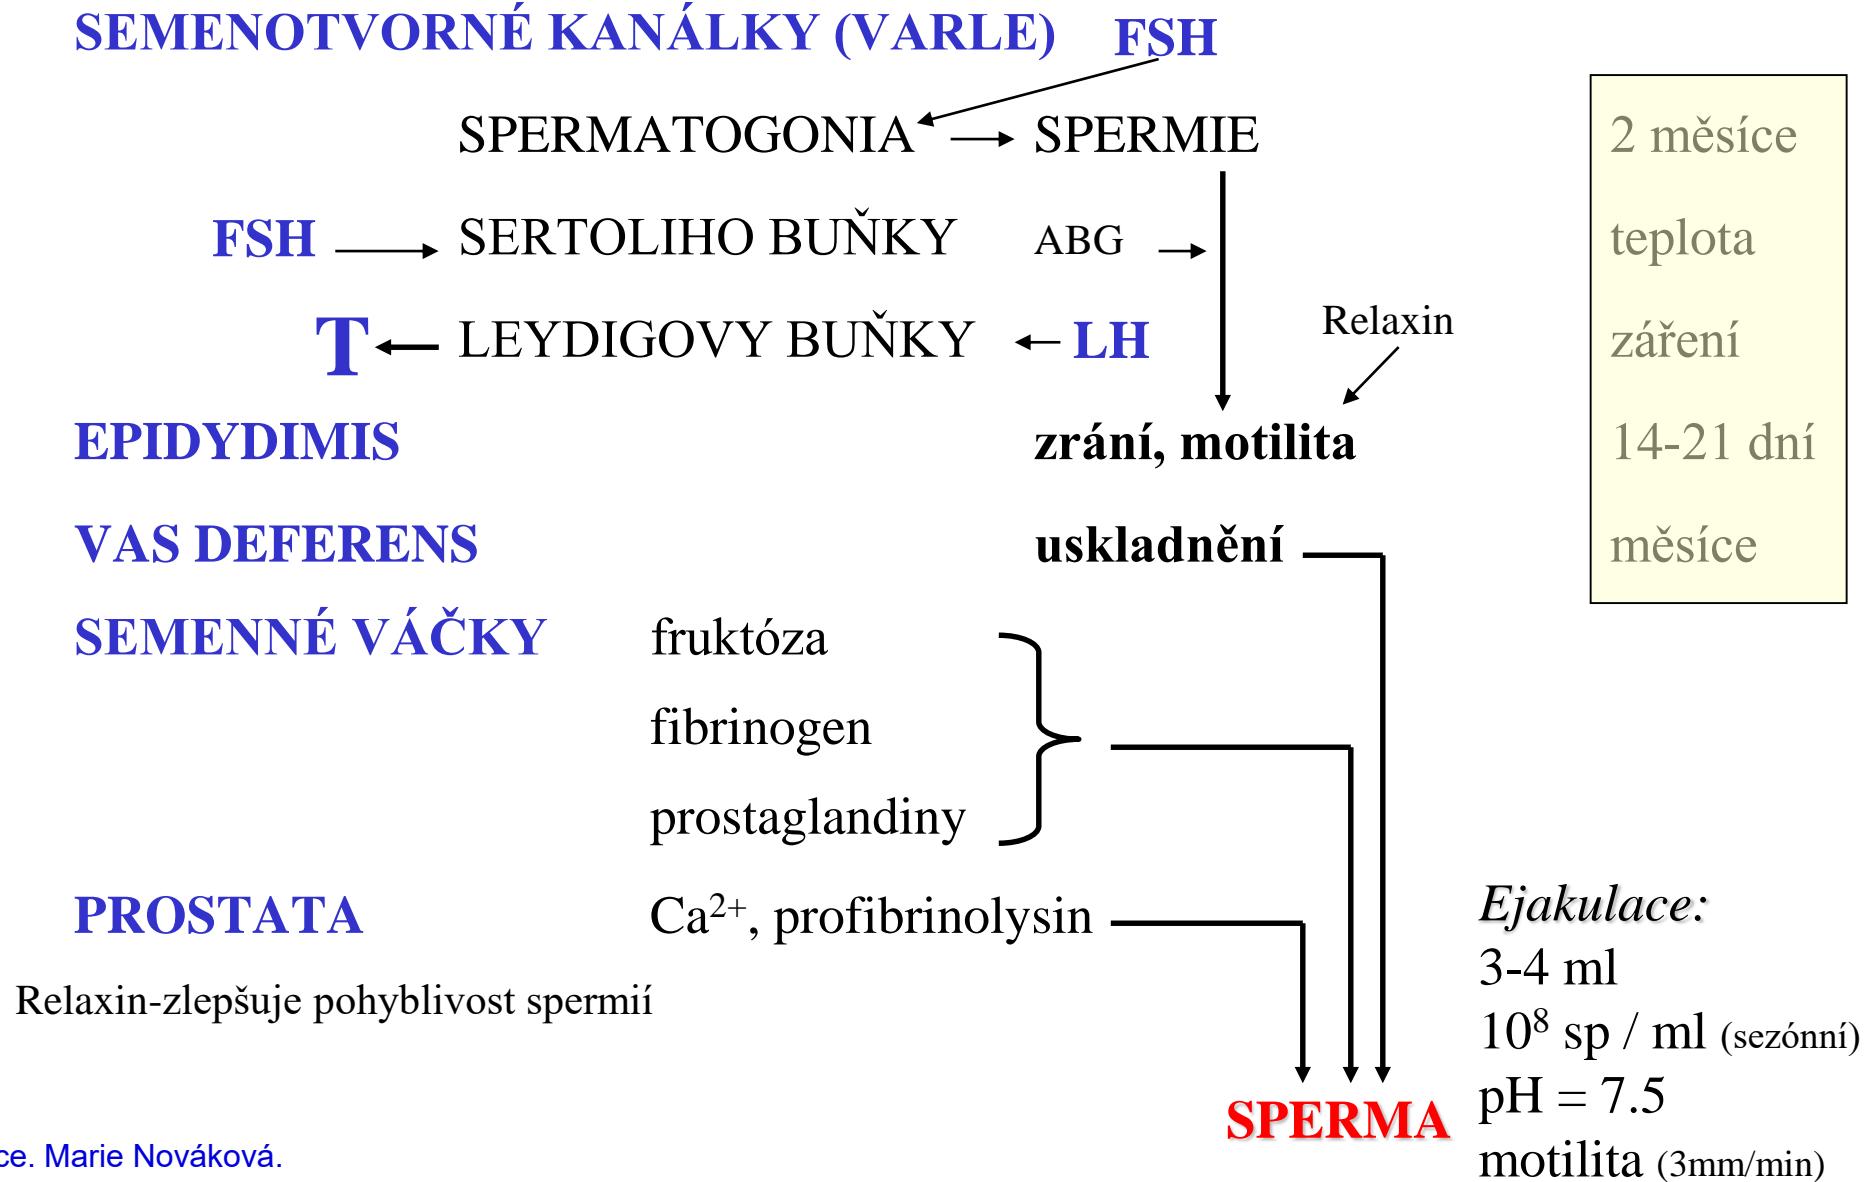 SEMENOTVORNÉ KANÁLKY (VARLE) FSH
SPERMATOGONIA SPERMIE 2 měsíce
FSH SERTOLIHO BUŇKY ABG teplota
T LEYDIGOVY BUŇKY LH Relaxin záření
EPIDYDIMIS zrání, motilita 14-21 dní
VAS DEFERENS uskladnění měsíce
SEMENNÉ VÁČKY fruktóza
fibrinogen
prostaglandiny
PROSTATA Ca²⁺, profibrinolysin
Relaxin-zlepšuje pohyblivost spermií
Ejakulace:
3-4 ml
10⁸ sp / ml (sezónní)
pH = 7.5
motilita (3mm/min)
SPERMA
ce. Marie Nováková.